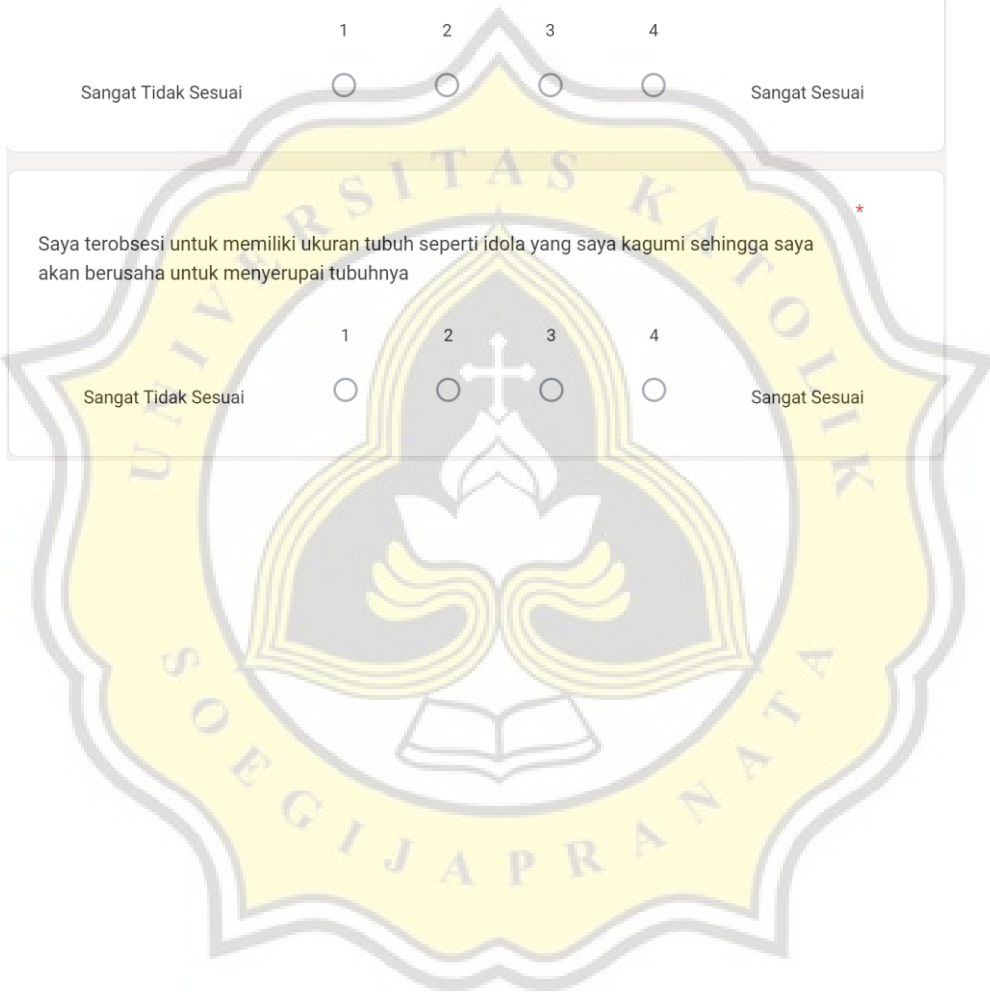 1 2 3 4
Sangat Tidak Sesuai Sangat Sesuai
*
Saya terobsesi untuk memiliki ukuran tubuh seperti idola yang saya kagumi sehingga saya
akan berusaha untuk menyerupai tubuhnya
1 2 3 4
Sangat Tidak Sesuai Sangat Sesuai
UNIVERSITAS KATOLIK
SOEGIJAPRANATA